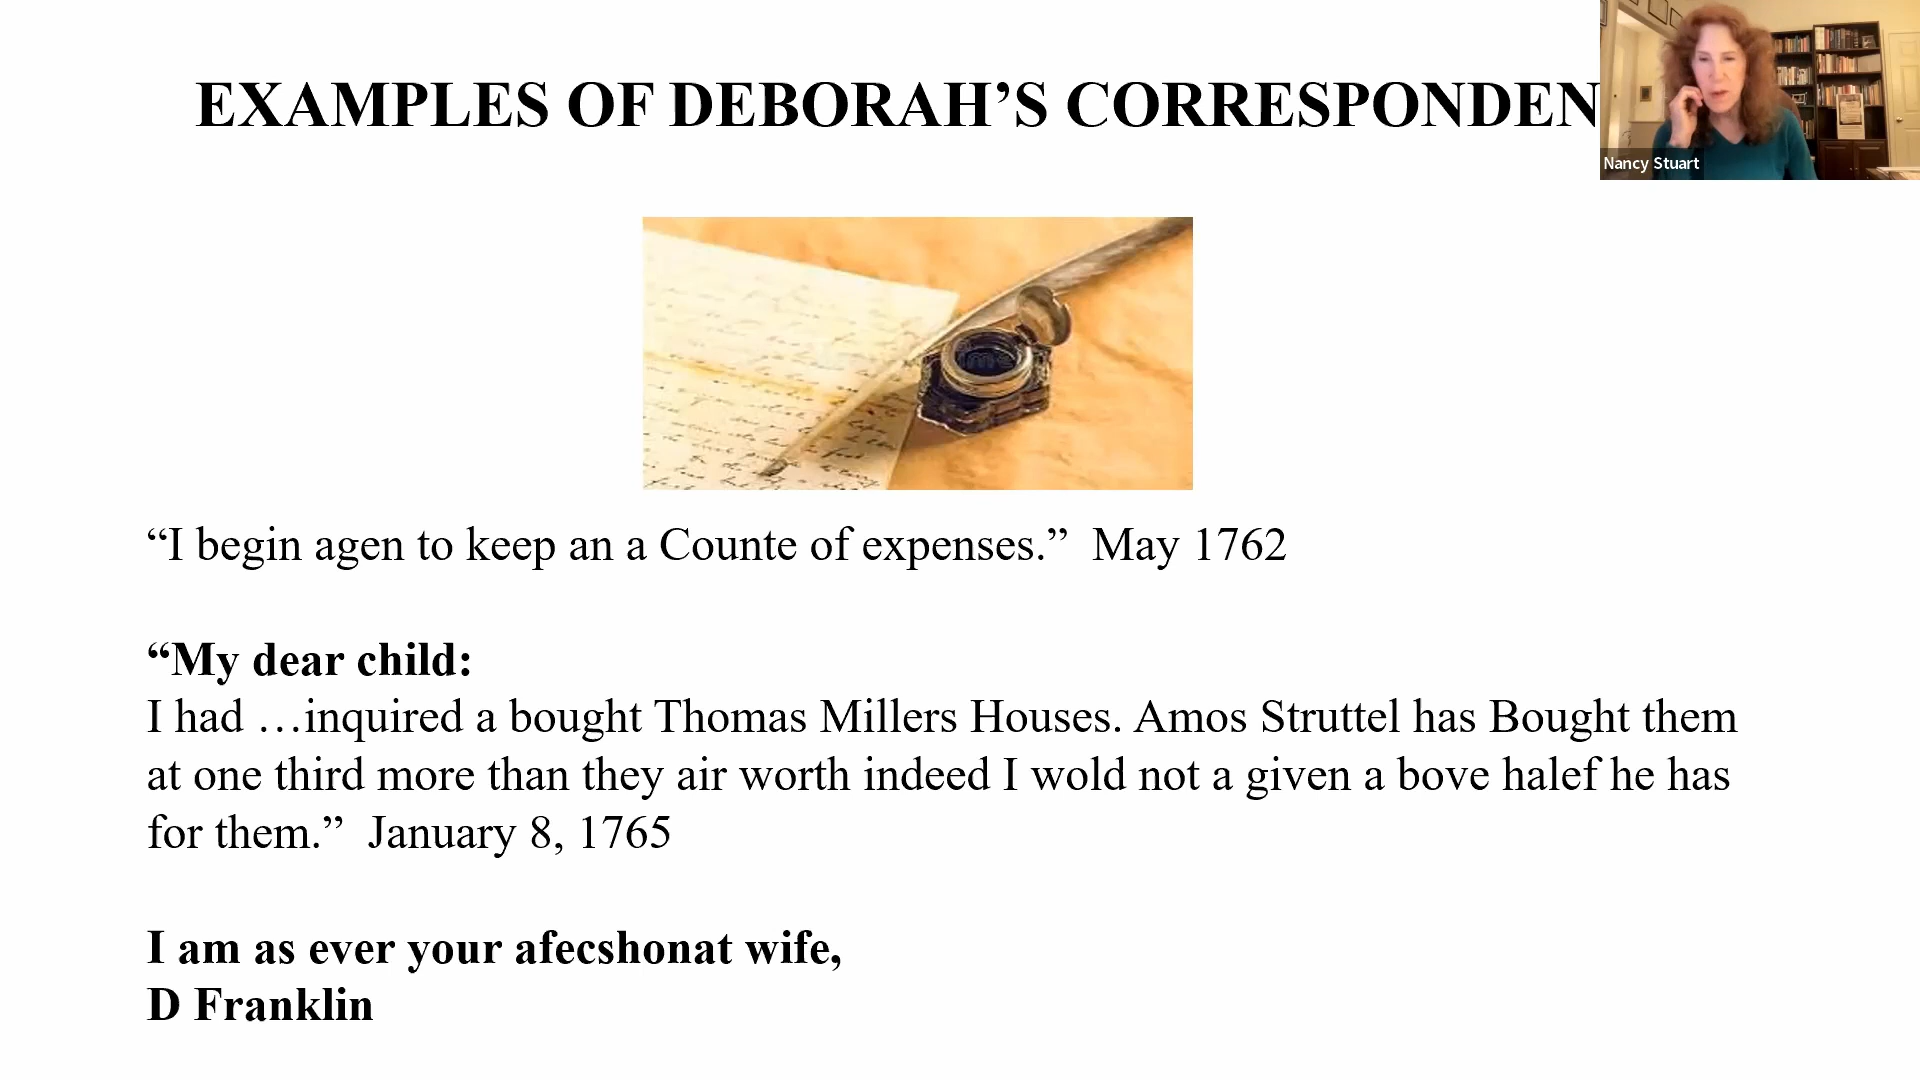 EXAMPLES OF DEBORAH’S CORRESPONDEN
Nancy Stuart
“I begin agen to keep an a Counte of expenses.”  May 1762
“My dear child:
I had …inquired a bought Thomas Millers Houses. Amos Struttel has Bought them
at one third more than they air worth indeed I wold not a given a bove halef he has
for them.”  January 8, 1765
I am as ever your afecshonat wife,
D Franklin